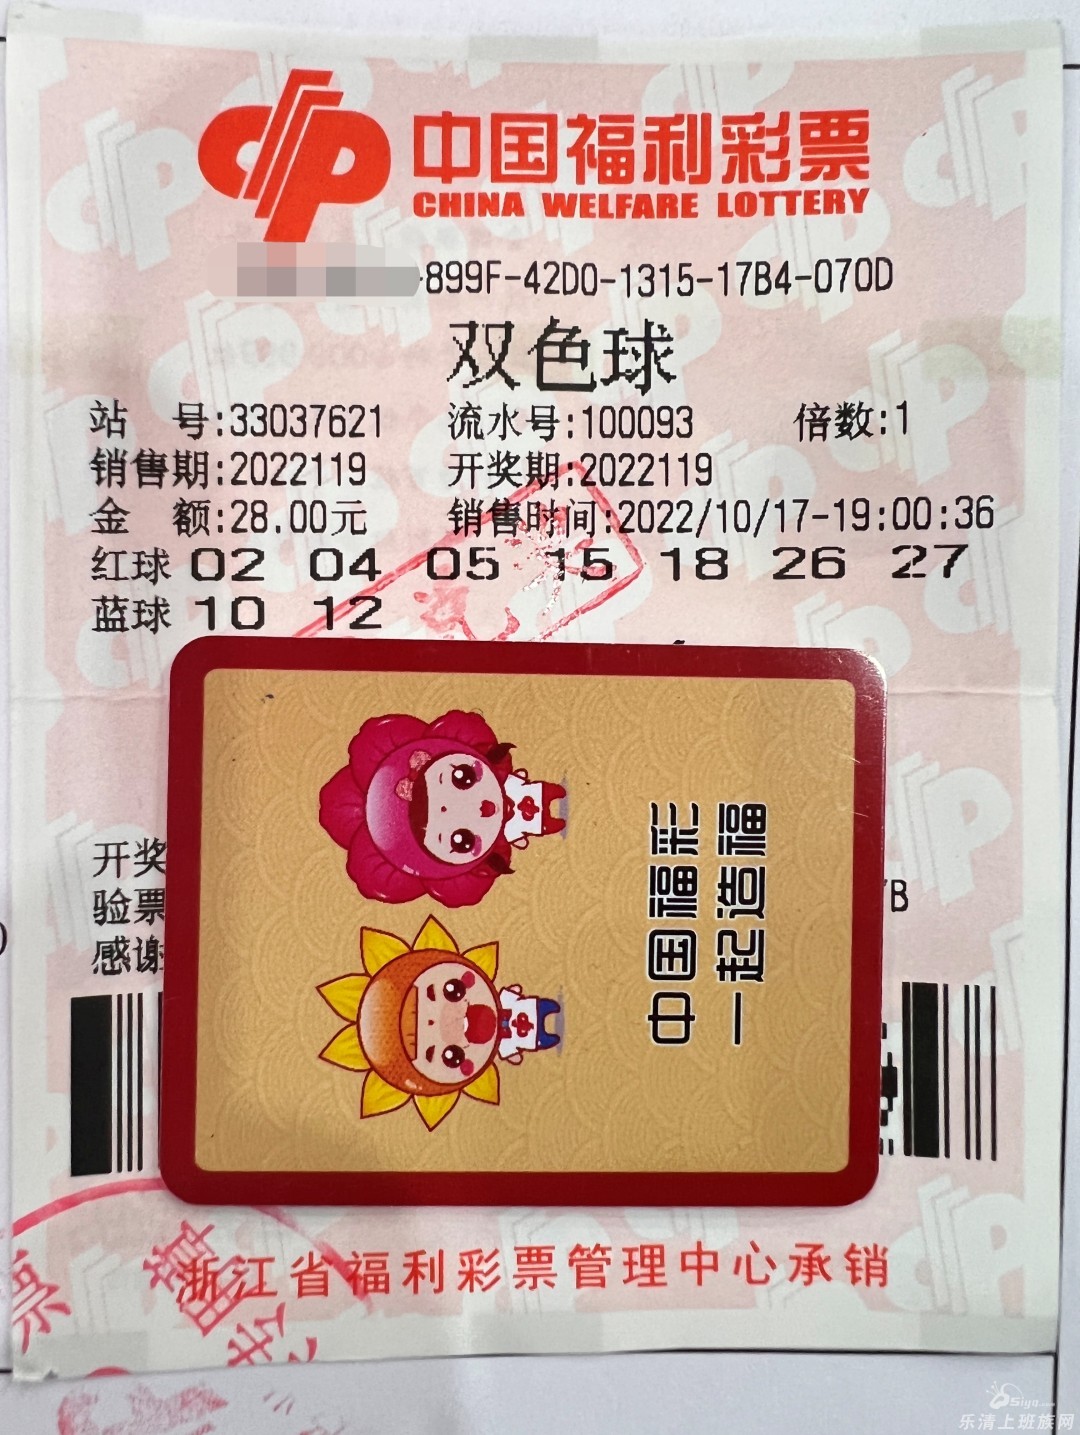 中国福利彩票
CHINA WELFARE LOTTERY
-899F-42D0-1315-17B4-070D
双色球
站 号:33037621 流水号:100093 倍数:1
销售期:2022119 开奖期:2022119
金 额:28.00元 销售时间:2022/10/17-19:00:36
红球 02 04 05 15 18 26 27
蓝球 10 12
中国福彩
一起造福
开奖
验票 7B
感谢
浙江省福利彩票管理中心承销
票
乐清上班族网